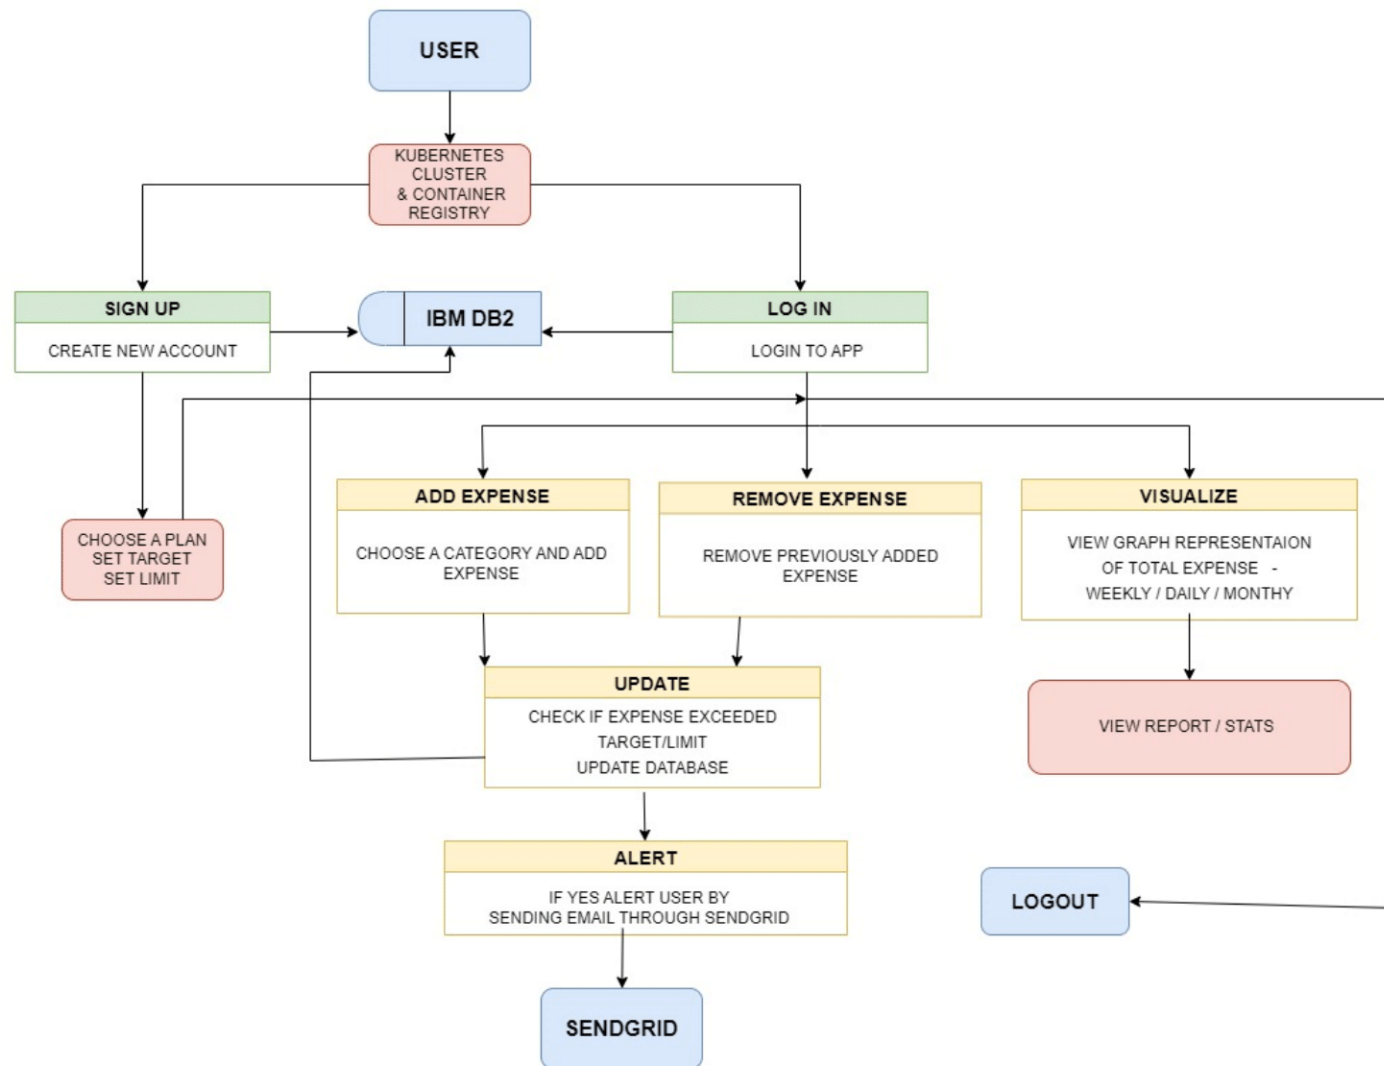 USER
KUBERNETES
CLUSTER
& CONTAINER
REGISTRY
SIGN UP
CREATE NEW ACCOUNT
IBM DB2
LOG IN
LOGIN TO APP
CHOOSE A PLAN
SET TARGET
SET LIMIT
ADD EXPENSE
CHOOSE A CATEGORY AND ADD
EXPENSE
REMOVE EXPENSE
REMOVE PREVIOUSLY ADDED
EXPENSE
VISUALIZE
VIEW GRAPH REPRESENTAION
OF TOTAL EXPENSE -
WEEKLY / DAILY / MONTHY
UPDATE
CHECK IF EXPENSE EXCEEDED
TARGET/LIMIT
UPDATE DATABASE
VIEW REPORT / STATS
ALERT
IF YES ALERT USER BY
SENDING EMAIL THROUGH SENDGRID
LOGOUT
SENDGRID